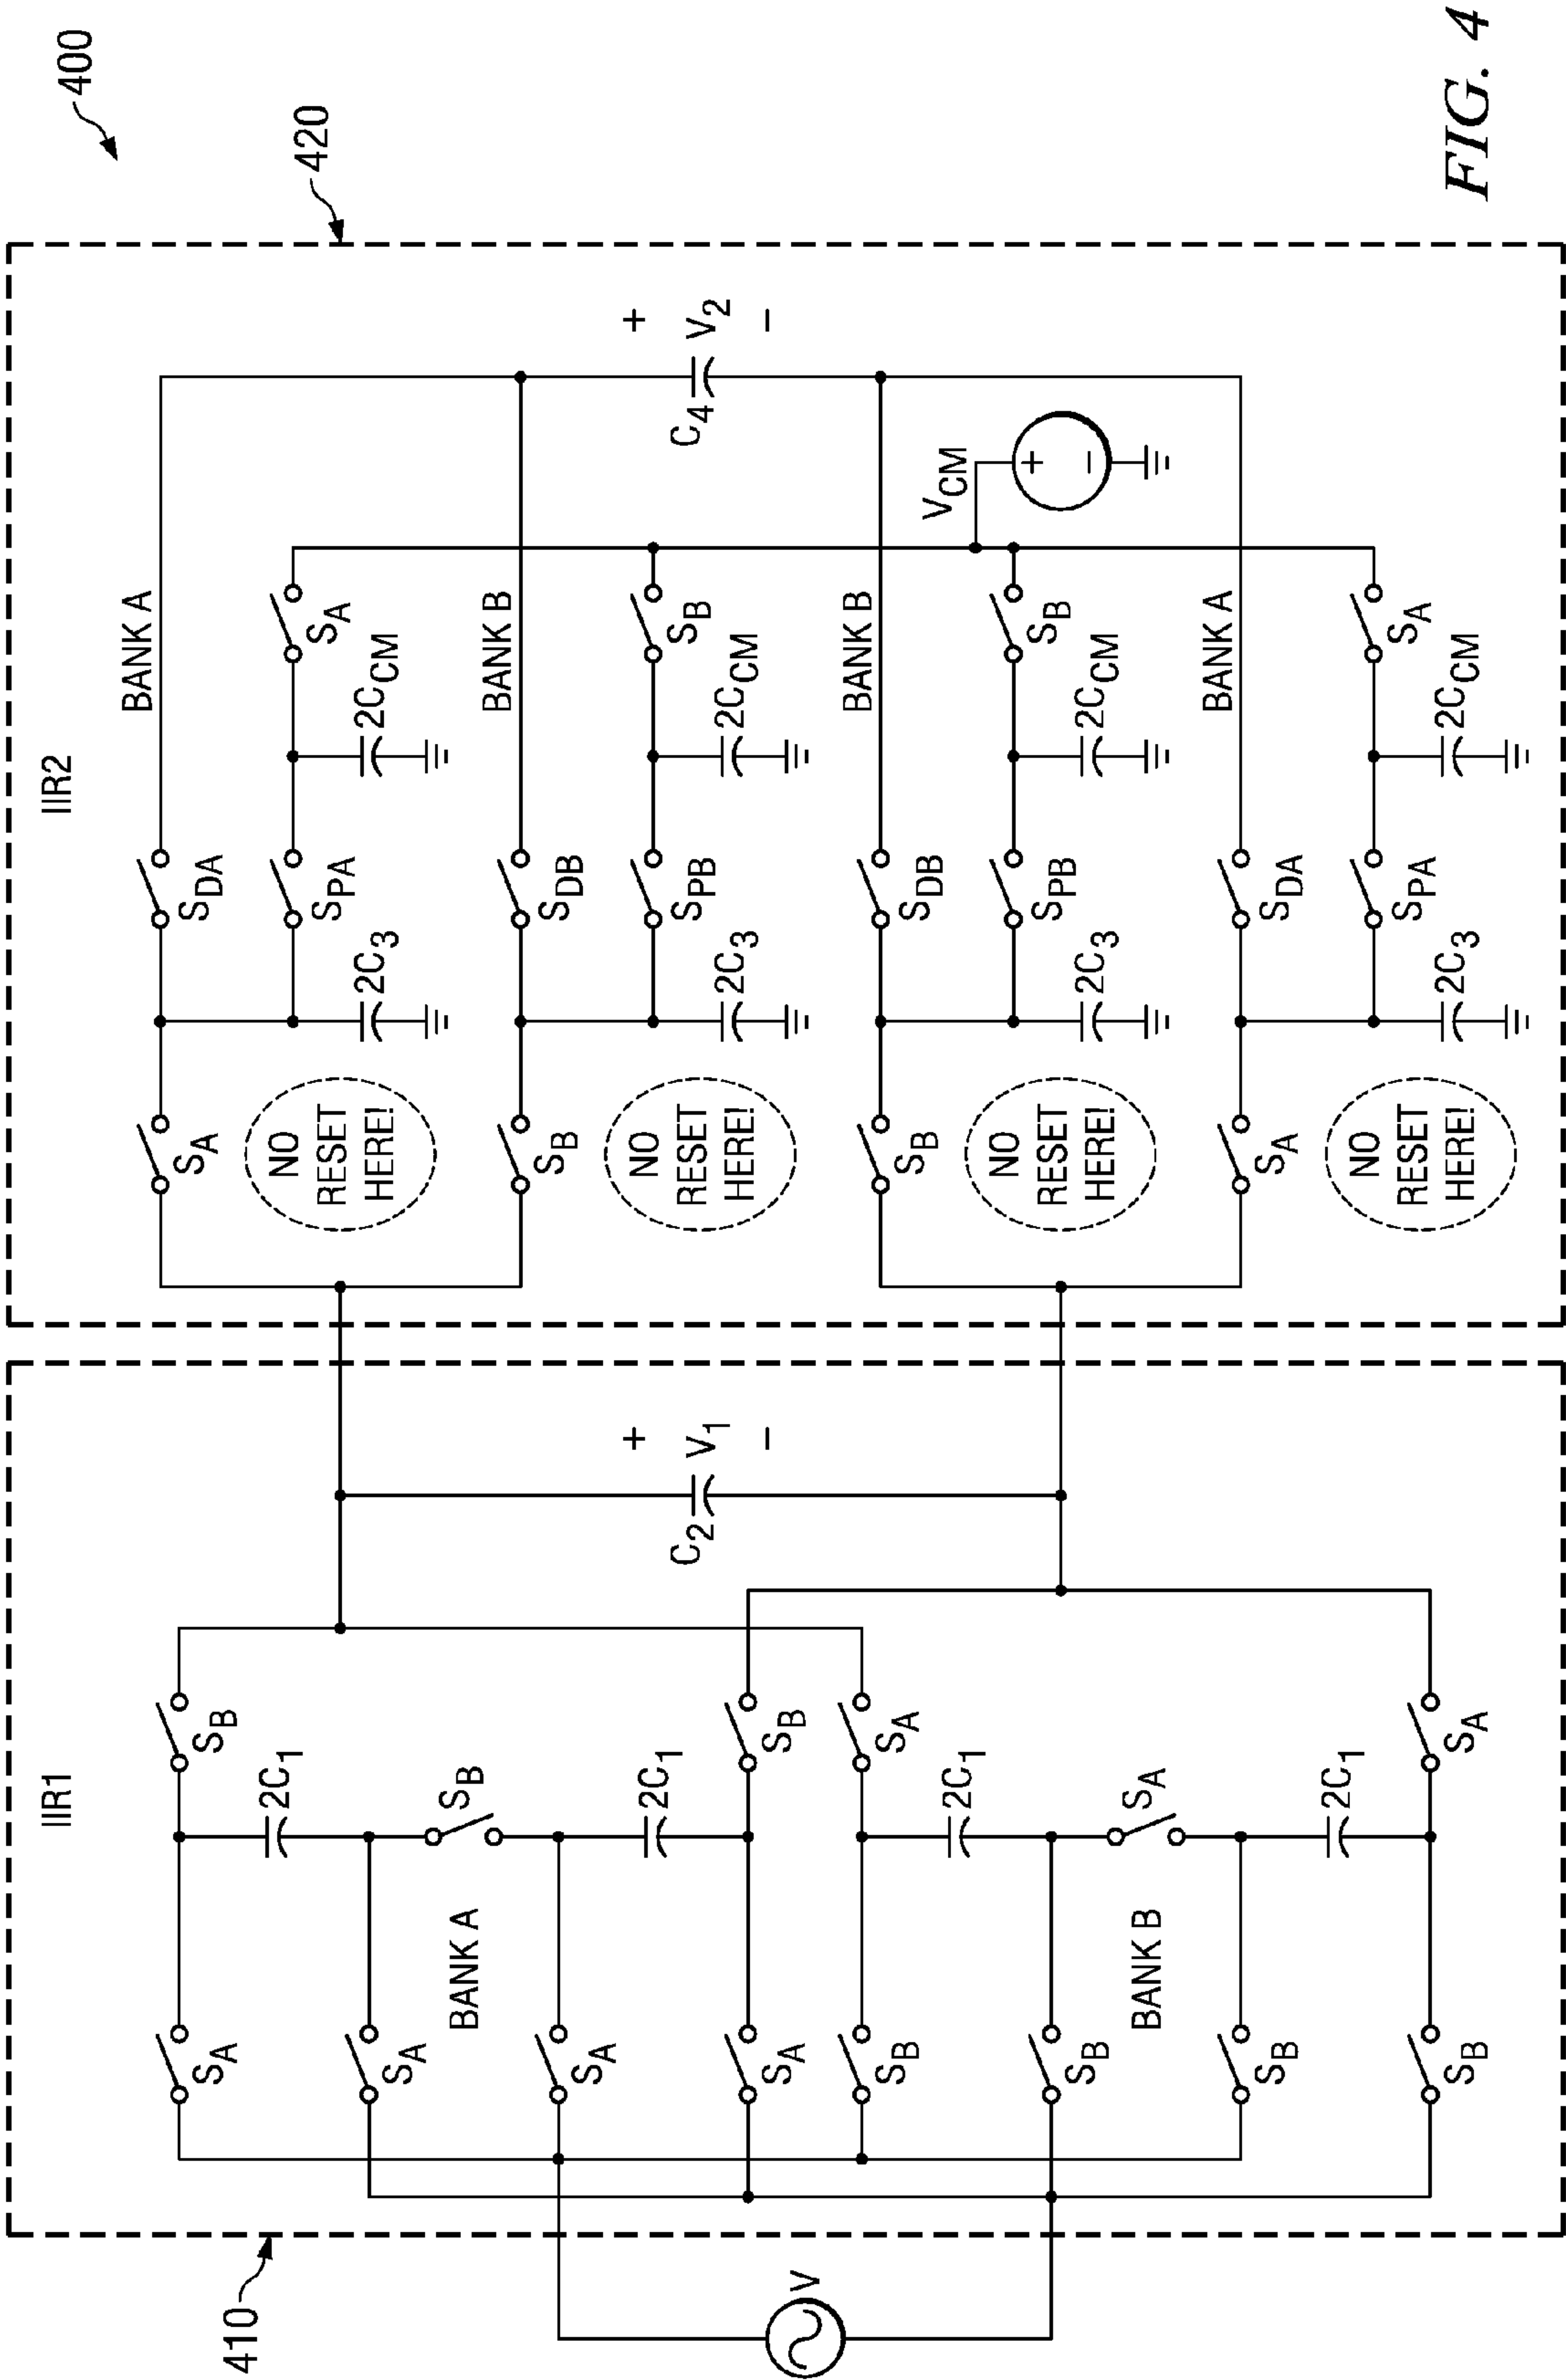 IIR1
IIR2
400
BANK A
S_A
S_B
S_A
S_DA
410
2C_1
420
NO
RESET
HERE!
S_PA
S_A
S_A
2C_3
2C_CM
BANK A
S_B
BANK B
S_B
S_DB
S_A
+
+
2C_1
C_2
V_1
C_4
V_2
NO
RESET
HERE!
S_PB
S_B
2C_3
2C_CM
S_A
S_B
−
−
V
BANK B
S_B
S_A
S_B
S_DB
V_CM
2C_1
NO
RESET
HERE!
S_PB
S_B
+
−
S_B
2C_3
2C_CM
BANK B
S_A
BANK A
S_B
S_A
S_DA
2C_1
NO
RESET
HERE!
S_PA
S_A
S_B
S_A
2C_3
2C_CM
FIG. 4